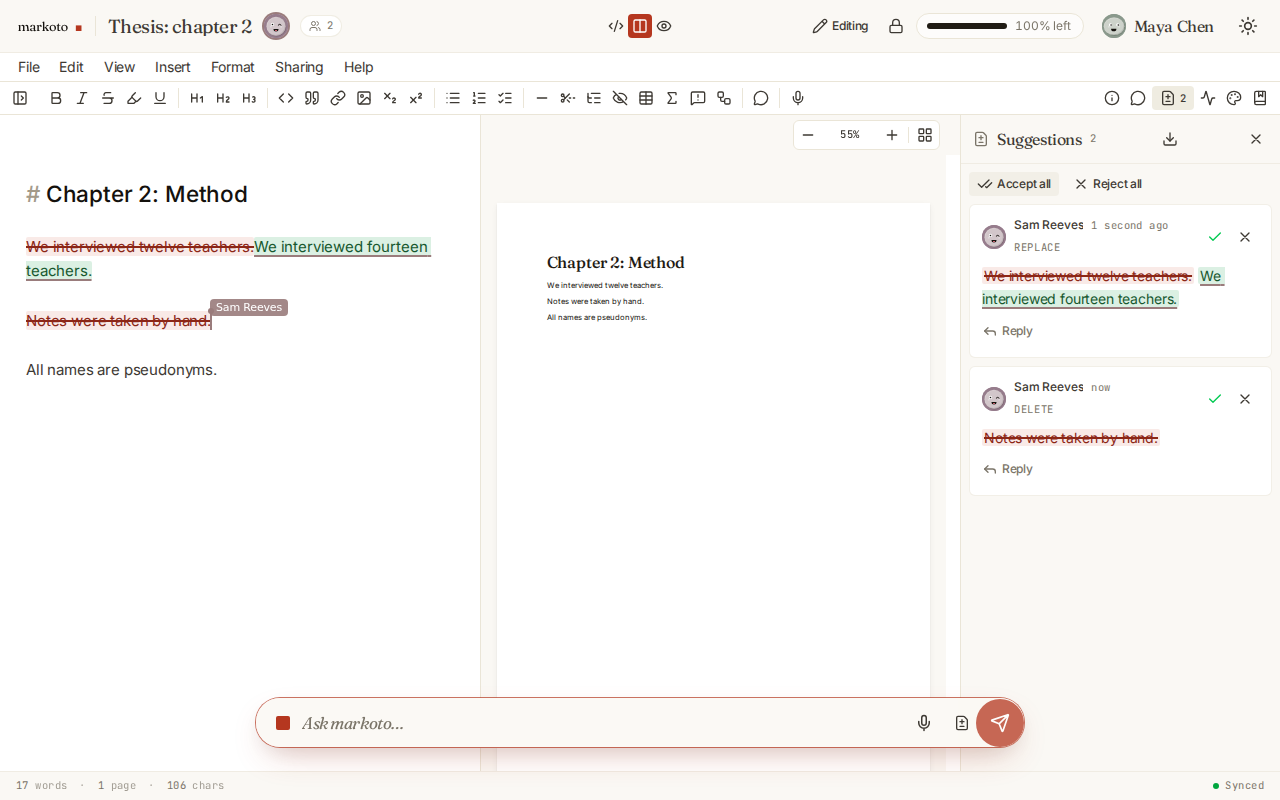 markoto
Thesis: chapter 2
2
Editing
100% left
Maya Chen
File Edit View Insert Format Sharing Help
H1 H2 H3
X2 X2
2
55%
Suggestions 2
Accept all
Reject all
# Chapter 2: Method
We interviewed twelve teachers.We interviewed fourteen
teachers.
Sam Reeves
Notes were taken by hand.
All names are pseudonyms.
Chapter 2: Method
We interviewed twelve teachers.
Notes were taken by hand.
All names are pseudonyms.
Sam Reeves 1 second ago
REPLACE
We interviewed twelve teachers. We
interviewed fourteen teachers.
Reply
Sam Reeves now
DELETE
Notes were taken by hand.
Reply
Ask markoto...
17 words · 1 page · 106 chars
Synced